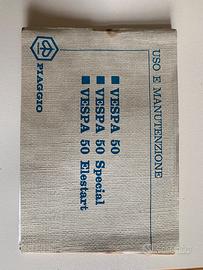 PIAGGIO
USO E MANUTENZIONE
VESPA 50
VESPA 50 Special
VESPA 50 Elestart